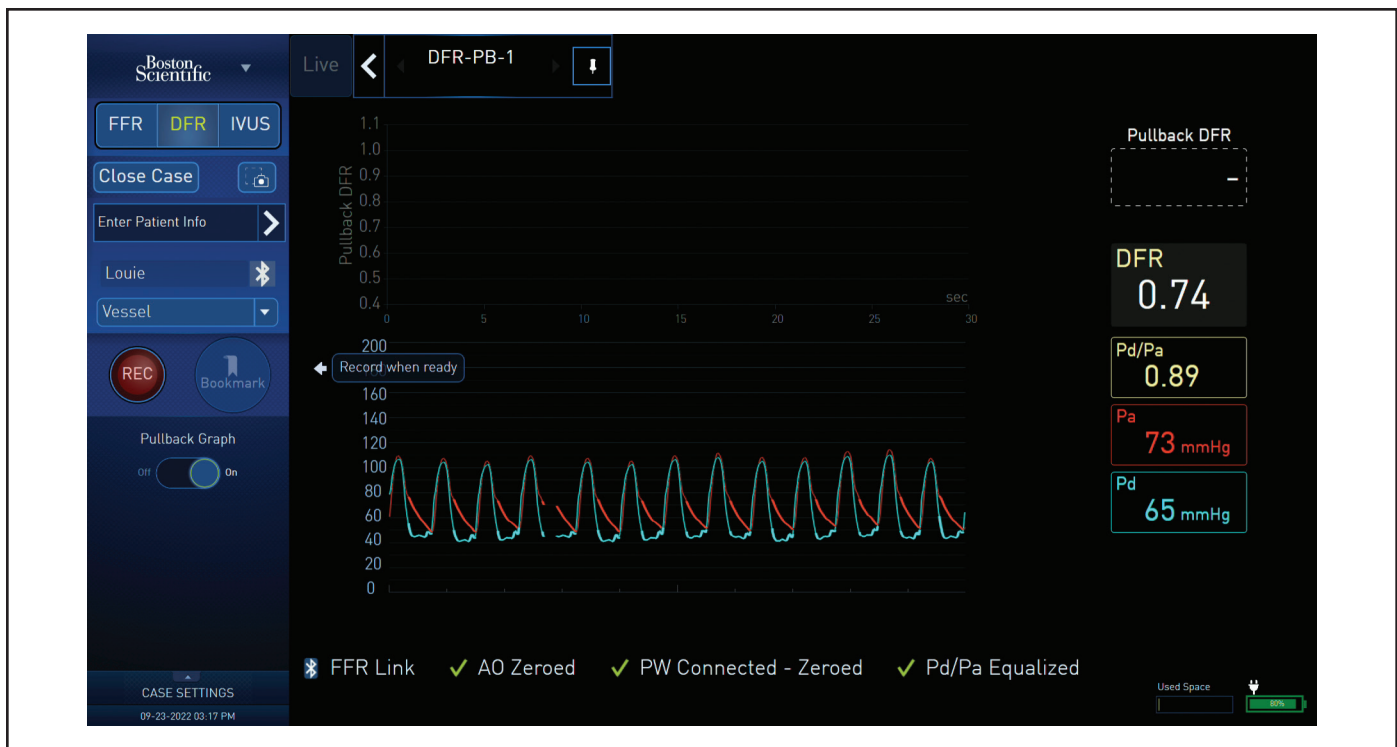 Boston
Scientific
Live
DFR-PB-1
FFR DFR IVUS
Close Case
Enter Patient Info
Louie
Vessel
REC
Bookmark
Pullback Graph
Off On
CASE SETTINGS
09-23-2022 03:17 PM
Pullback DFR
1.1
1.0
0.9
0.8
0.7
0.6
0.5
0.4
sec
0 5 10 15 20 25 30
200
Record when ready
160
140
120
100
80
60
40
20
0
Pullback DFR
–
DFR
0.74
Pd/Pa
0.89
Pa
73 mmHg
Pd
65 mmHg
FFR Link AO Zeroed PW Connected - Zeroed Pd/Pa Equalized
Used Space
80%